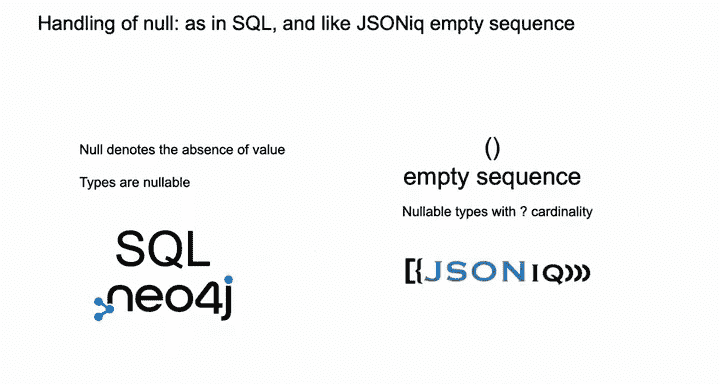 Handling of null: as in SQL, and like JSONiq empty sequence
Null denotes the absence of value
Types are nullable
SQL
neo4j
()
empty sequence
Nullable types with ? cardinality
[{JSONIQ)))